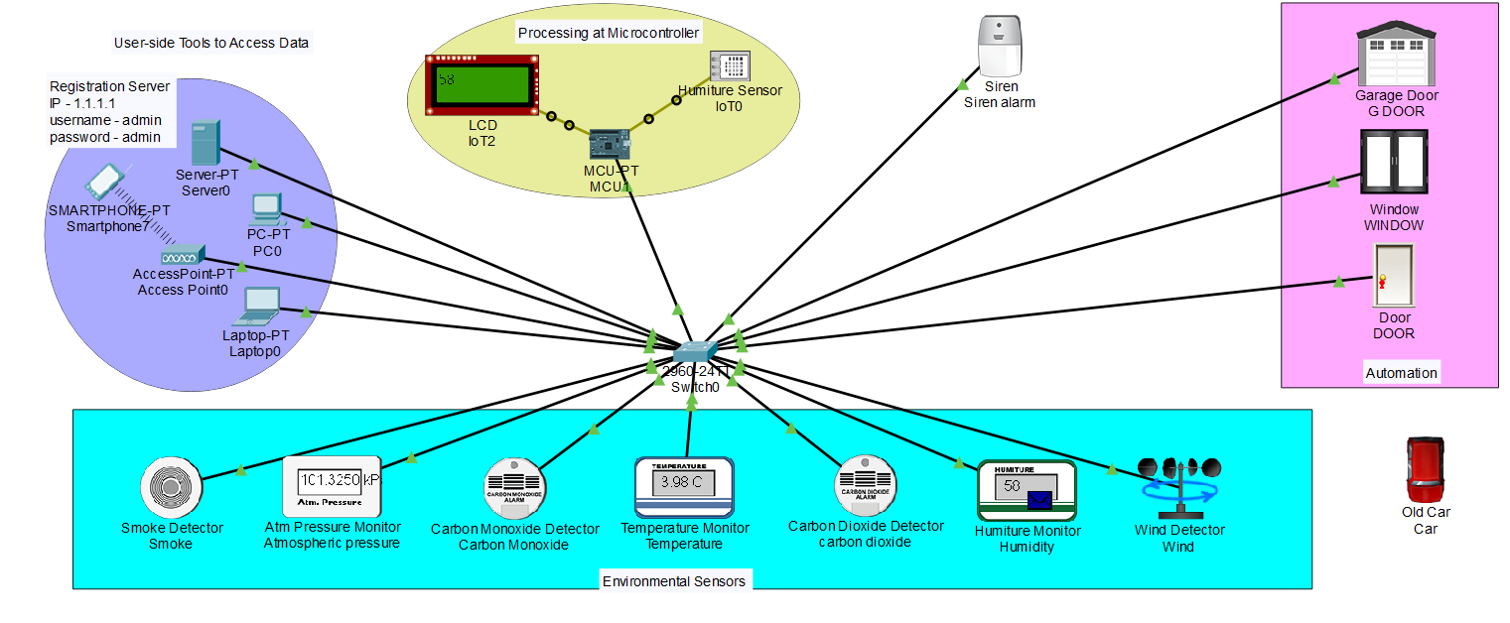 User-side Tools to Access Data
Registration Server
IP - 1.1.1.1
username - admin
password - admin
Server-PT
Server0
SMARTPHONE-PT
Smartphone7
PC-PT
PC0
AccessPoint-PT
Access Point0
Laptop-PT
Laptop0
Processing at Microcontroller
58
LCD
IoT2
Humiture Sensor
IoT0
MCU-PT
MCU1
Siren
Siren alarm
Garage Door
G DOOR
Window
WINDOW
Door
DOOR
Automation
2960-24TT
Switch0
101.3250 kP
Atm. Pressure
CARBON MONOXIDE
ALARM
TEMPERATURE
3.98 C
CARBON DIOXIDE
ALARM
HUMITURE
58
Smoke Detector
Smoke
Atm Pressure Monitor
Atmospheric pressure
Carbon Monoxide Detector
Carbon Monoxide
Temperature Monitor
Temperature
Carbon Dioxide Detector
carbon dioxide
Humiture Monitor
Humidity
Wind Detector
Wind
Environmental Sensors
Old Car
Car